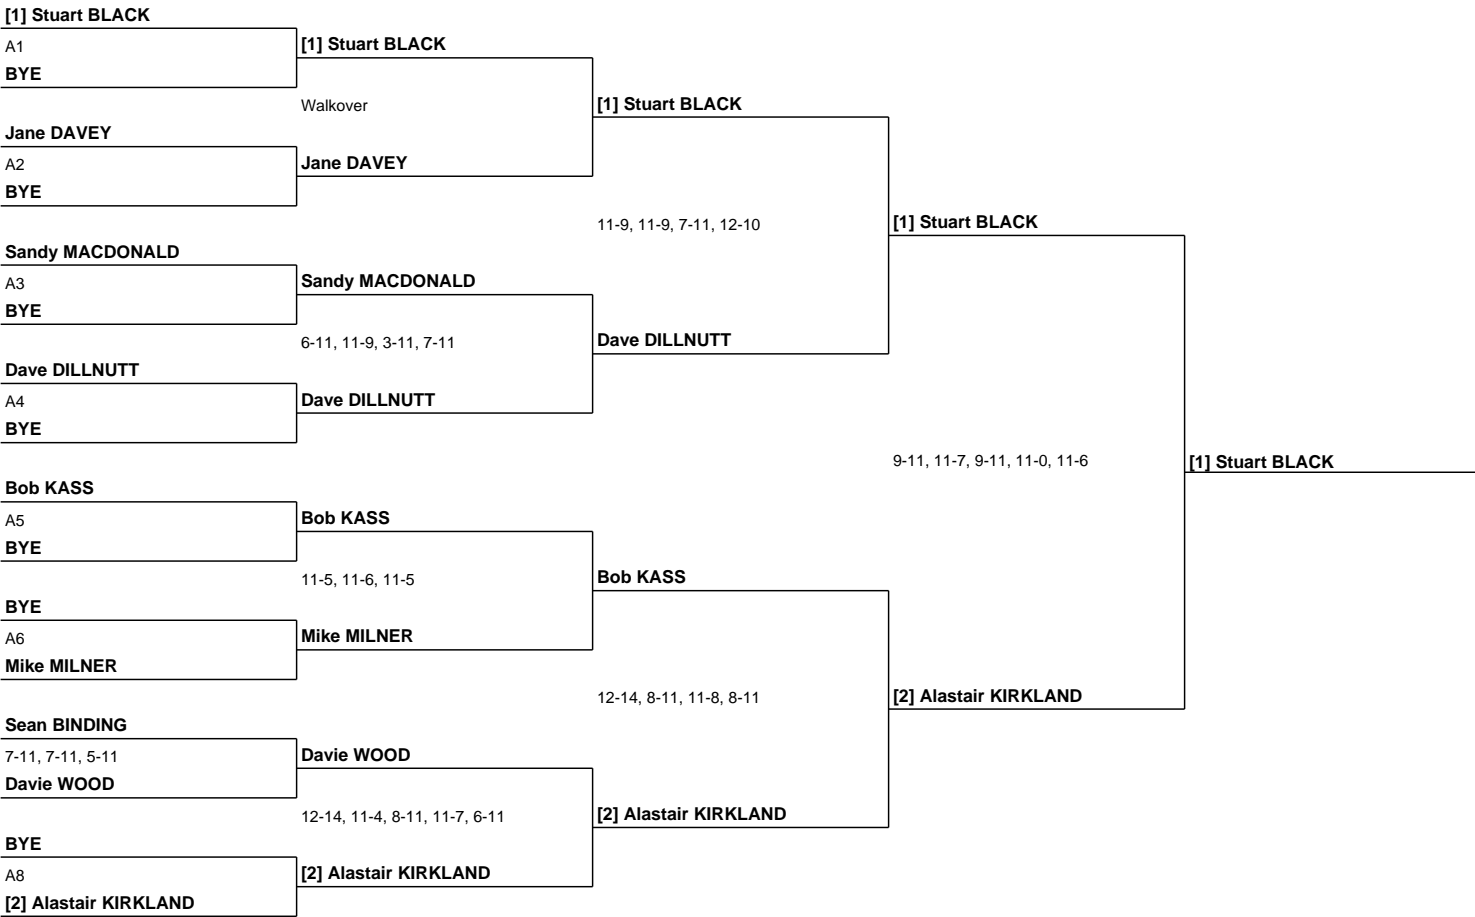 [1] Stuart BLACK
A1
BYE
Jane DAVEY
A2
BYE
Sandy MACDONALD
A3
BYE
Dave DILLNUTT
A4
BYE
Bob KASS
A5
BYE
BYE
A6
Mike MILNER
Sean BINDING
7-11, 7-11, 5-11
Davie WOOD
BYE
A8
[2] Alastair KIRKLAND
[1] Stuart BLACK
Walkover
Jane DAVEY
Sandy MACDONALD
6-11, 11-9, 3-11, 7-11
Dave DILLNUTT
Bob KASS
11-5, 11-6, 11-5
Mike MILNER
Davie WOOD
12-14, 11-4, 8-11, 11-7, 6-11
[2] Alastair KIRKLAND
[1] Stuart BLACK
11-9, 11-9, 7-11, 12-10
Dave DILLNUTT
Bob KASS
12-14, 8-11, 11-8, 8-11
[2] Alastair KIRKLAND
[1] Stuart BLACK
9-11, 11-7, 9-11, 11-0, 11-6
[2] Alastair KIRKLAND
[1] Stuart BLACK